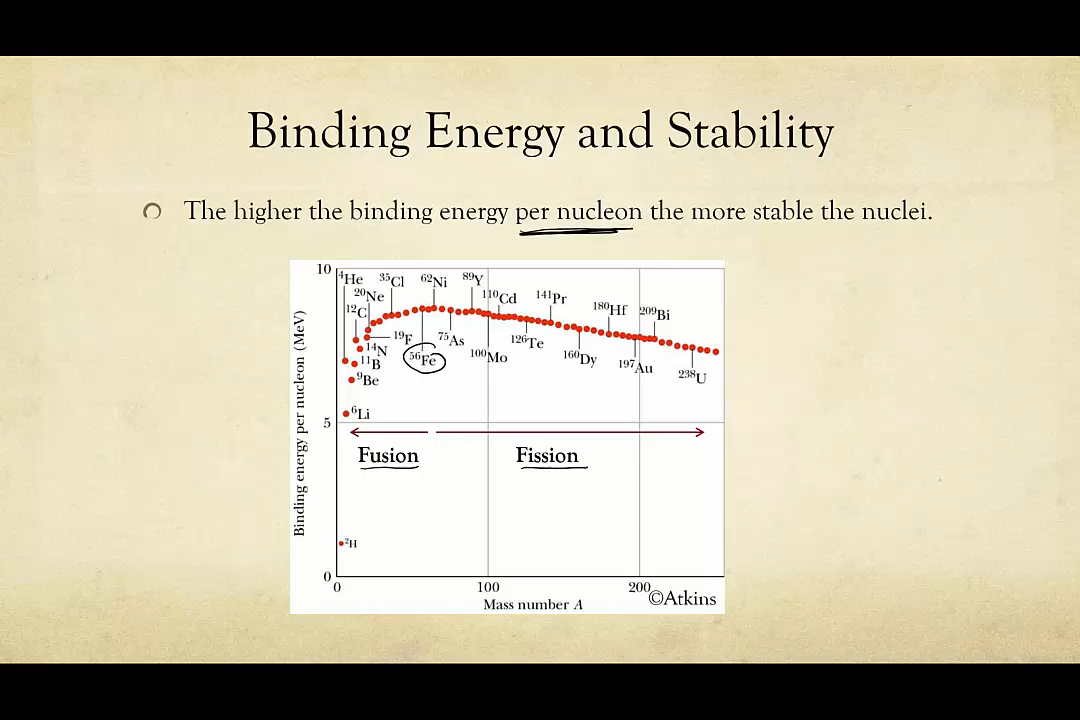 Binding Energy and Stability
The higher the binding energy per nucleon the more stable the nuclei.
10
⁴He
³⁵Cl
⁶²Ni
⁸⁹Y
²⁰Ne
¹¹⁰Cd
¹⁴¹Pr
¹²C
¹⁸⁰Hf
²⁰⁹Bi
¹⁹F
⁷⁵As
¹²⁶Te
¹⁴N
⁵⁶Fe
¹⁰⁰Mo
¹⁶⁰Dy
¹¹B
¹⁹⁷Au
⁹Be
²³⁸U
⁶Li
5
Fusion
Fission
Binding energy per nucleon (MeV)
²H
0
0
100
200
©Atkins
Mass number A